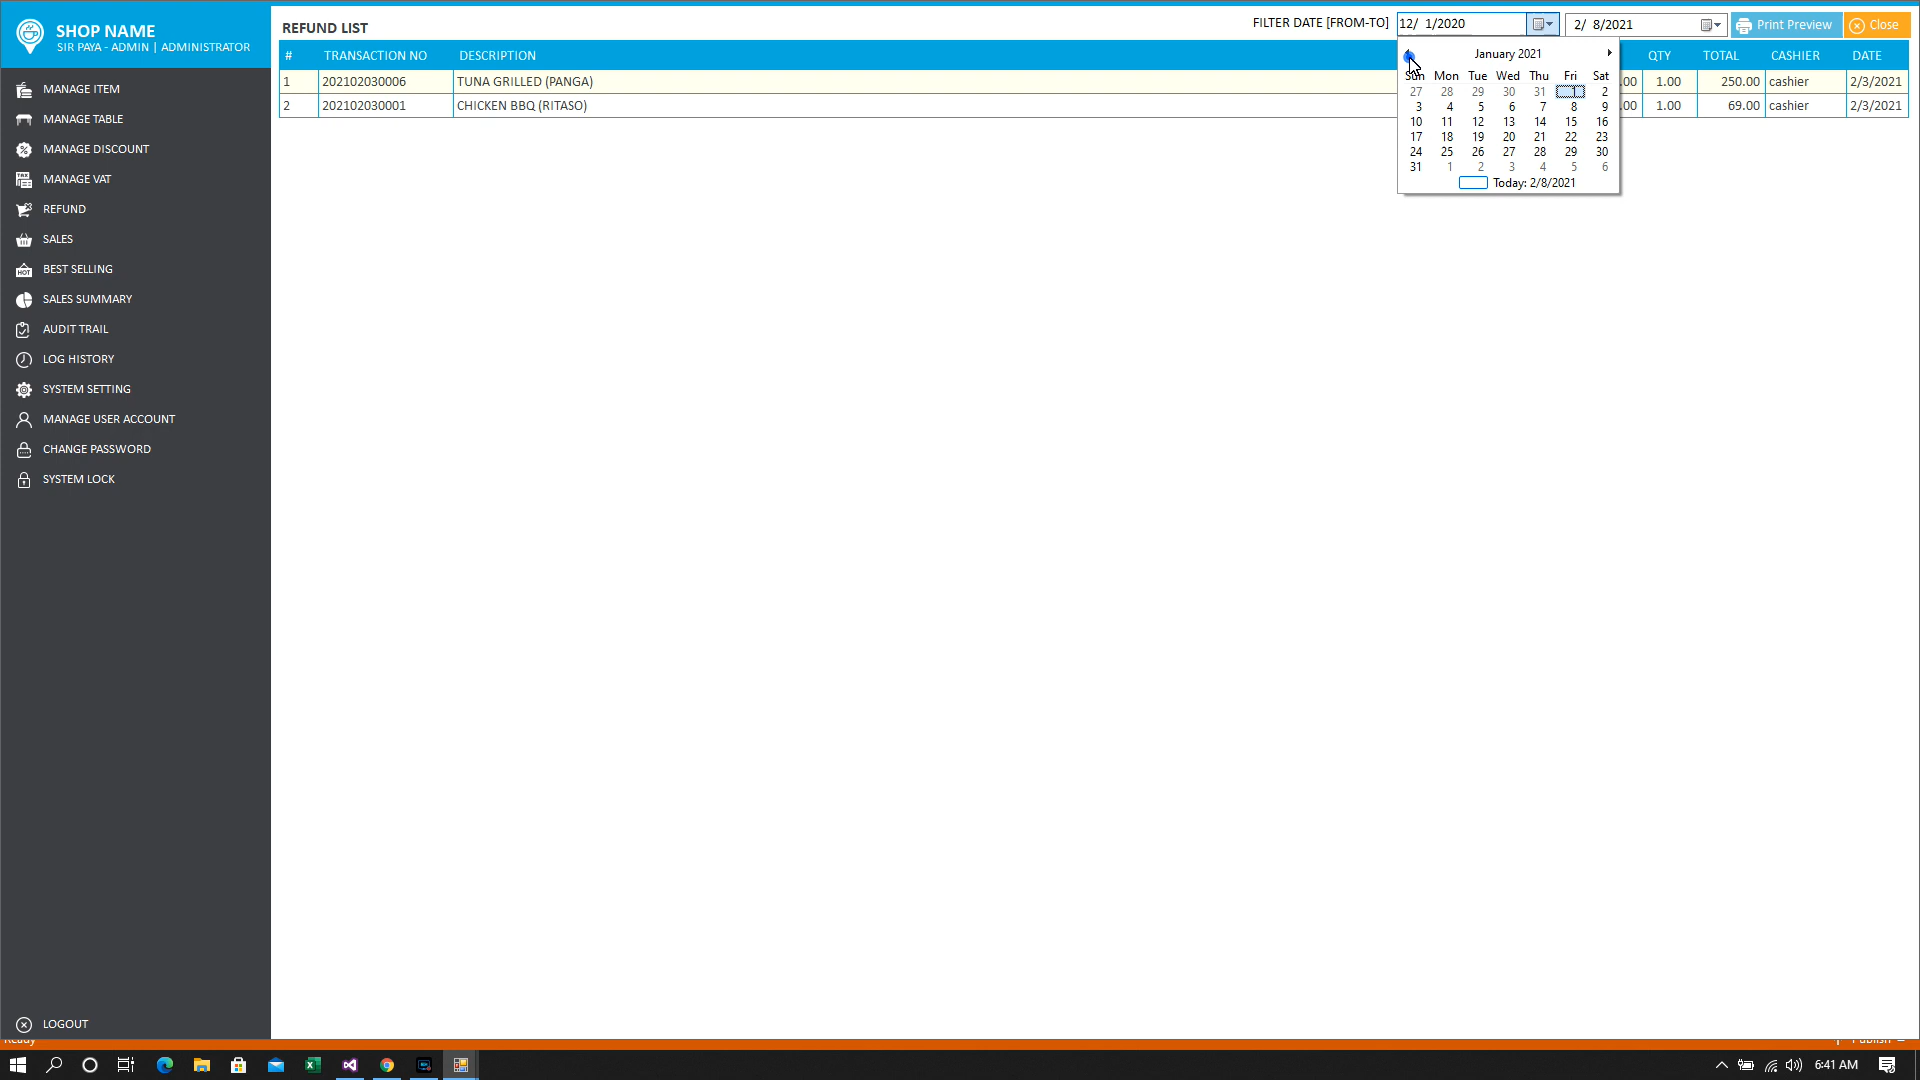 SHOP NAME
SIR PAYA - ADMIN | ADMINISTRATOR
MANAGE ITEM
MANAGE TABLE
MANAGE DISCOUNT
MANAGE VAT
REFUND
SALES
BEST SELLING
SALES SUMMARY
AUDIT TRAIL
LOG HISTORY
SYSTEM SETTING
MANAGE USER ACCOUNT
CHANGE PASSWORD
SYSTEM LOCK
LOGOUT
REFUND LIST
FILTER DATE [FROM-TO] 12/ 1/2020 2/ 8/2021 Print Preview Close
# TRANSACTION NO DESCRIPTION QTY TOTAL CASHIER DATE
1 202102030006 TUNA GRILLED (PANGA) .00 1.00 250.00 cashier 2/3/2021
2 202102030001 CHICKEN BBQ (RITASO) .00 1.00 69.00 cashier 2/3/2021
January 2021
Sun Mon Tue Wed Thu Fri Sat
27 28 29 30 31 1 2
3 4 5 6 7 8 9
10 11 12 13 14 15 16
17 18 19 20 21 22 23
24 25 26 27 28 29 30
31 1 2 3 4 5 6
Today: 2/8/2021
6:41 AM